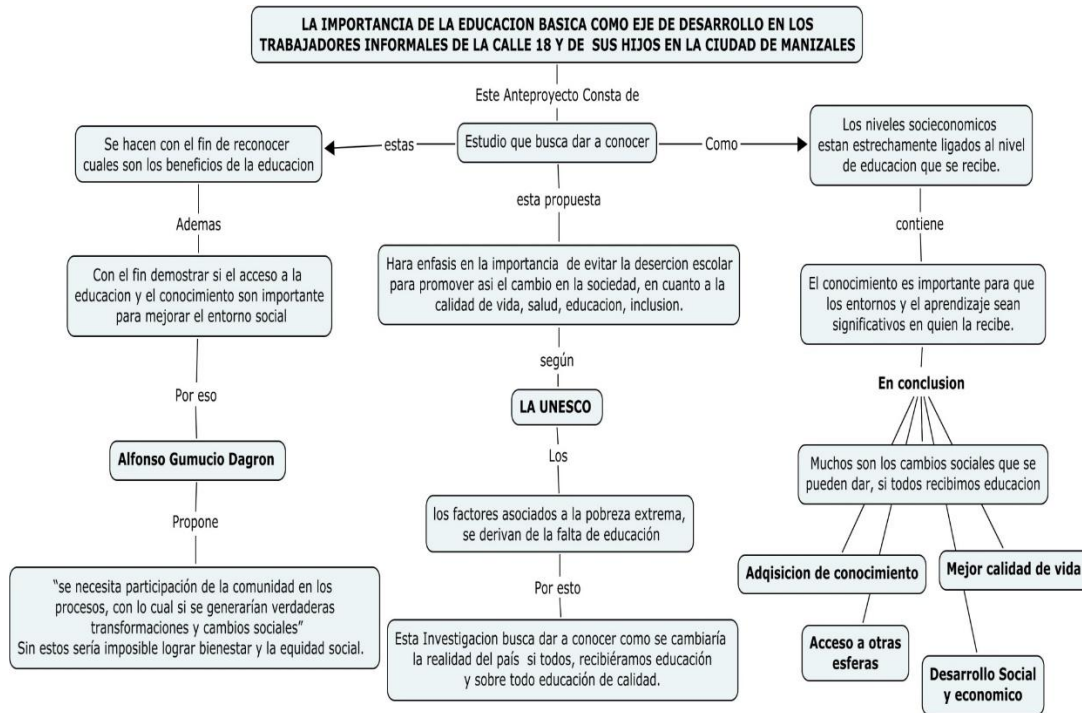 LA IMPORTANCIA DE LA EDUCACION BASICA COMO EJE DE DESARROLLO EN LOS
TRABAJADORES INFORMALES DE LA CALLE 18 Y DE SUS HIJOS EN LA CIUDAD DE MANIZALES
Este Anteproyecto Consta de
Se hacen con el fin de reconocer
cuales son los beneficios de la educacion
estas
Estudio que busca dar a conocer
Como
Los niveles socieconomicos
estan estrechamente ligados al nivel
de educacion que se recibe.
Ademas
esta propuesta
contiene
Con el fin demostrar si el acceso a la
educacion y el conocimiento son importante
para mejorar el entorno social
Hara enfasis en la importancia de evitar la desercion escolar
para promover asi el cambio en la sociedad, en cuanto a la
calidad de vida, salud, educacion, inclusion.
El conocimiento es importante para que
los entornos y el aprendizaje sean
significativos en quien la recibe.
Por eso
según
En conclusion
Alfonso Gumucio Dagron
LA UNESCO
Muchos son los cambios sociales que se
pueden dar, si todos recibimos educacion
Propone
Los
los factores asociados a la pobreza extrema,
se derivan de la falta de educación
Adqisicion de conocimiento
Mejor calidad de vida
"se necesita participación de la comunidad en los
procesos, con lo cual si se generarían verdaderas
transformaciones y cambios sociales"
Sin estos sería imposible lograr bienestar y la equidad social.
Por esto
Esta Investigacion busca dar a conocer como se cambiaría
la realidad del país si todos, recibiéramos educación
y sobre todo educación de calidad.
Acceso a otras
esferas
Desarrollo Social
y economico